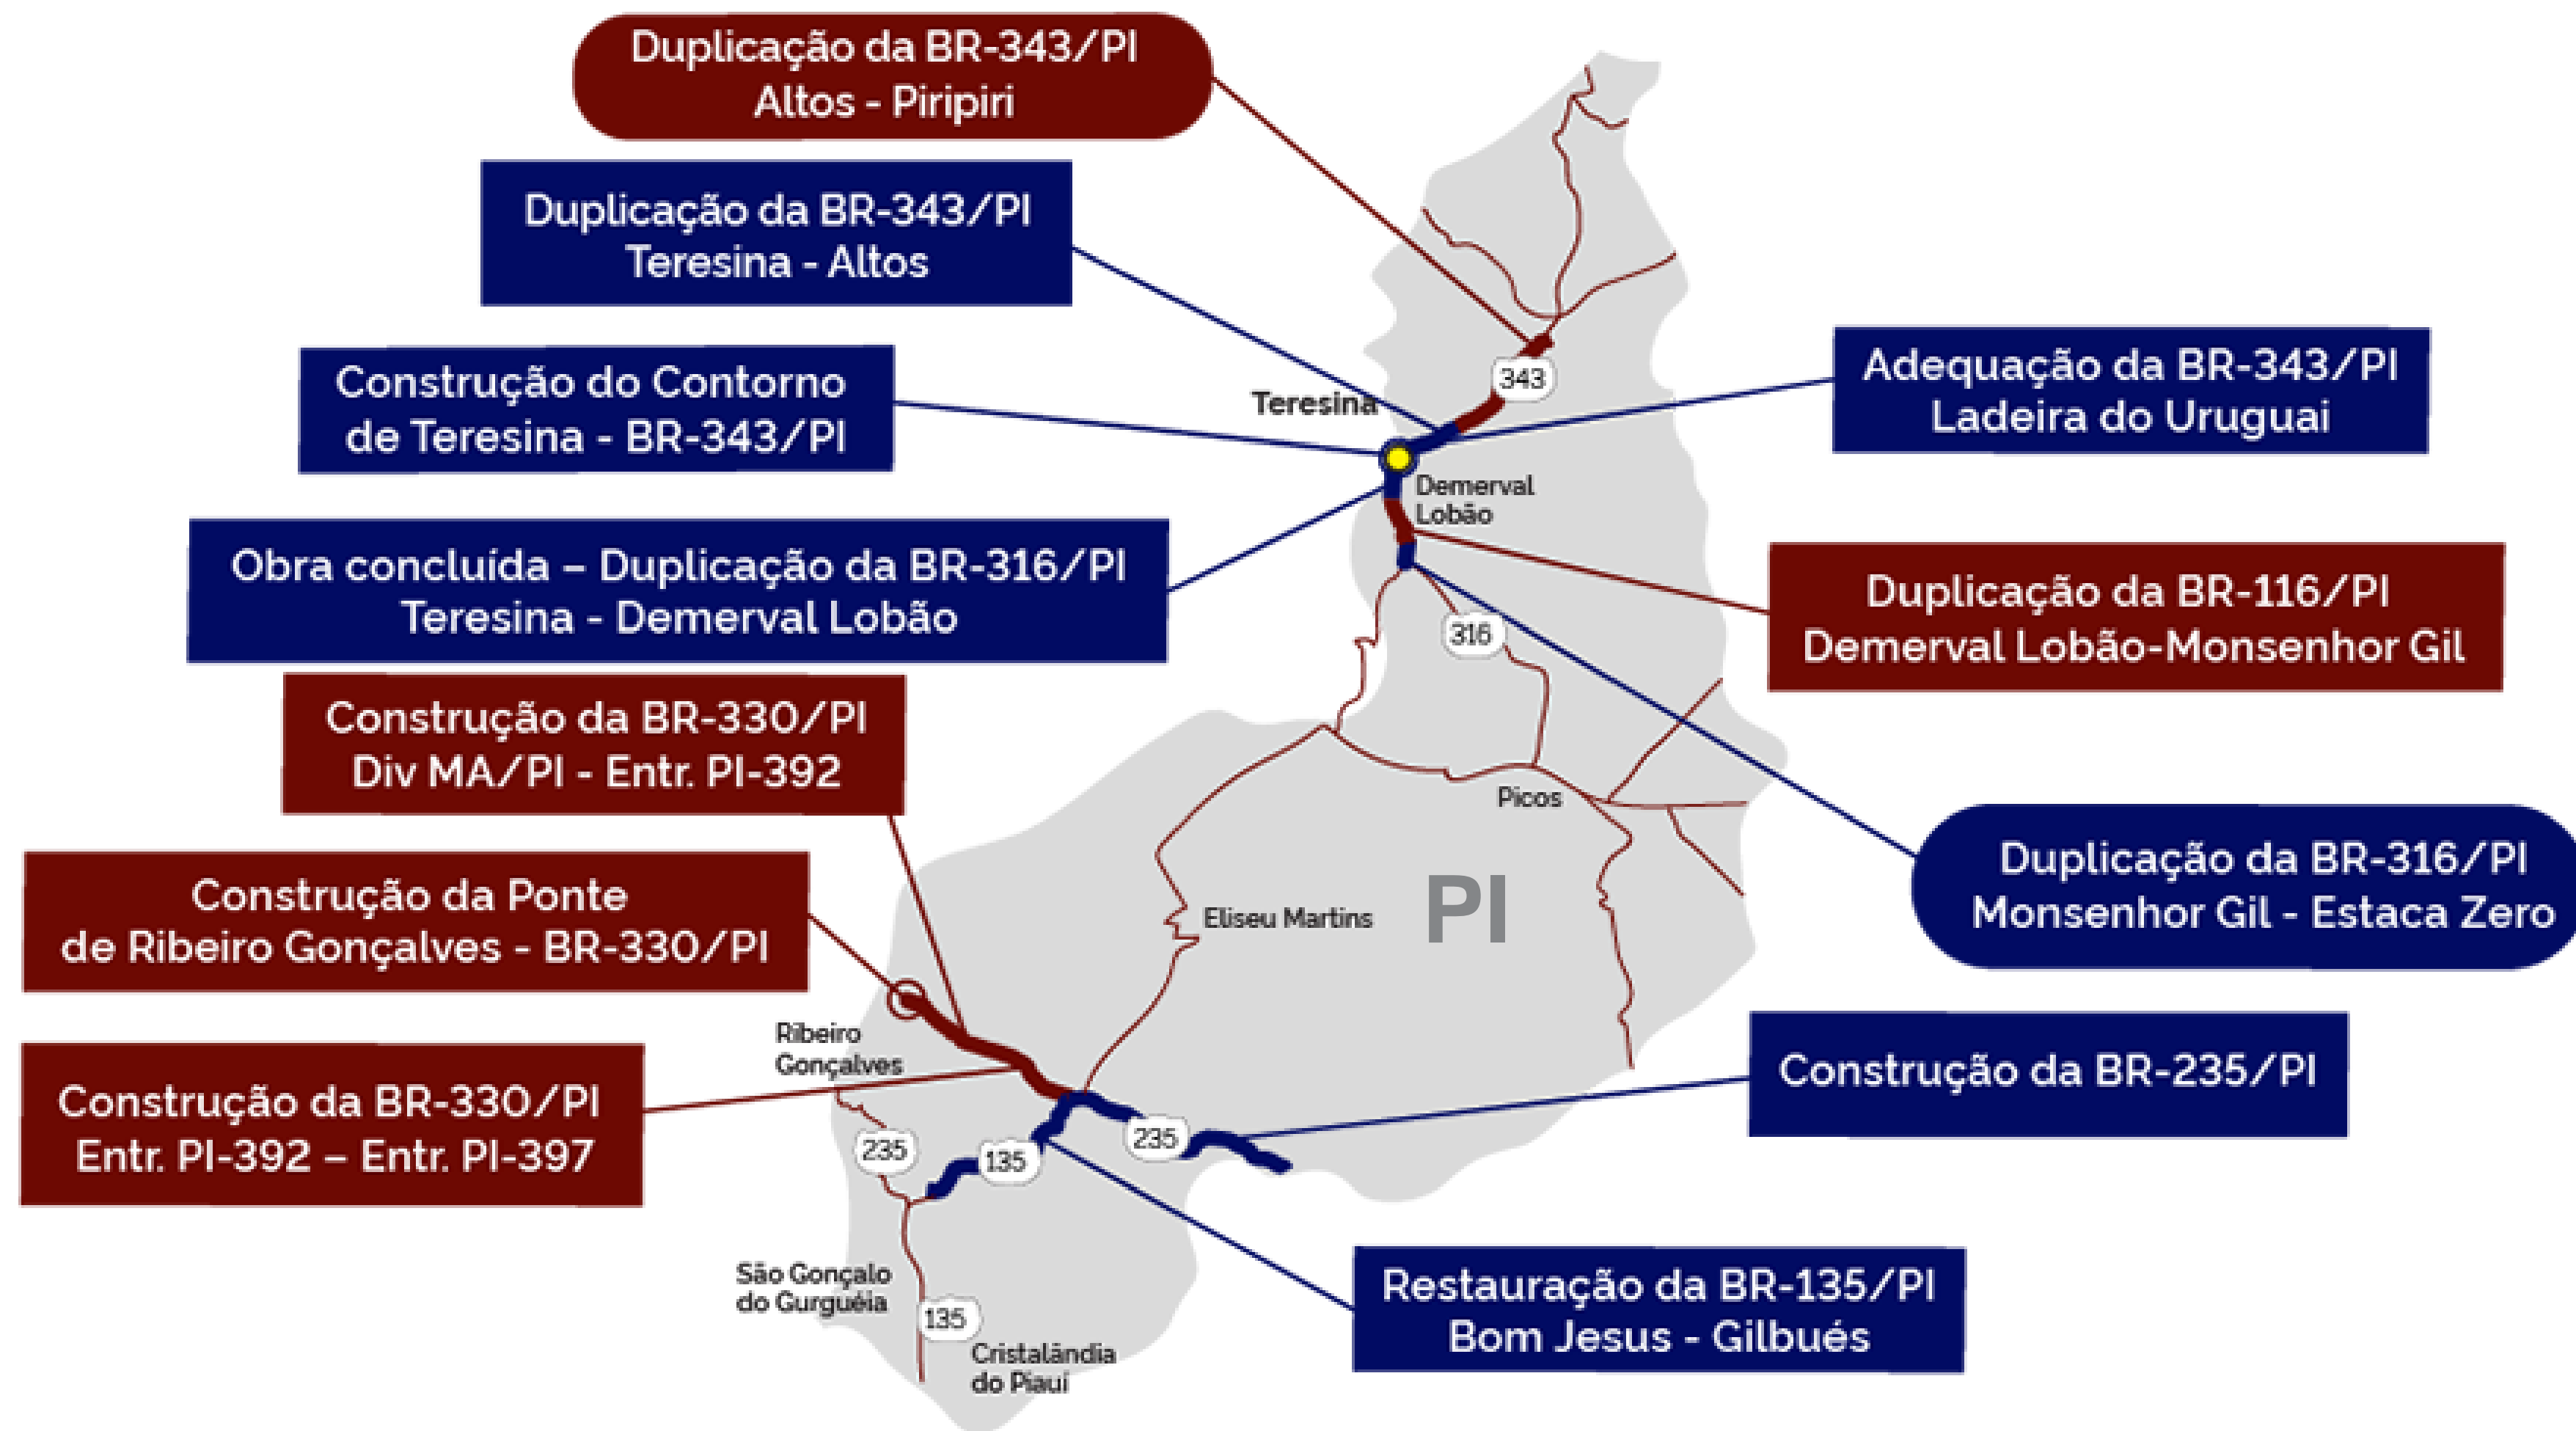 Duplicação da BR-343/PI
Altos - Piripiri
Duplicação da BR-343/PI
Teresina - Altos
Construção do Contorno
de Teresina - BR-343/PI
Adequação da BR-343/PI
Ladeira do Uruguai
343
Teresina
Demerval
Lobão
Obra concluída – Duplicação da BR-316/PI
Teresina - Demerval Lobão
Duplicação da BR-116/PI
Demerval Lobão-Monsenhor Gil
316
Construção da BR-330/PI
Div MA/PI - Entr. PI-392
Picos
Duplicação da BR-316/PI
Monsenhor Gil - Estaca Zero
Construção da Ponte
de Ribeiro Gonçalves - BR-330/PI
Eliseu Martins
PI
Ribeiro
Gonçalves
Construção da BR-330/PI
Entr. PI-392 – Entr. PI-397
Construção da BR-235/PI
235
135
235
São Gonçalo
do Gurguéia
135
Cristalândia
do Piauí
Restauração da BR-135/PI
Bom Jesus - Gilbués